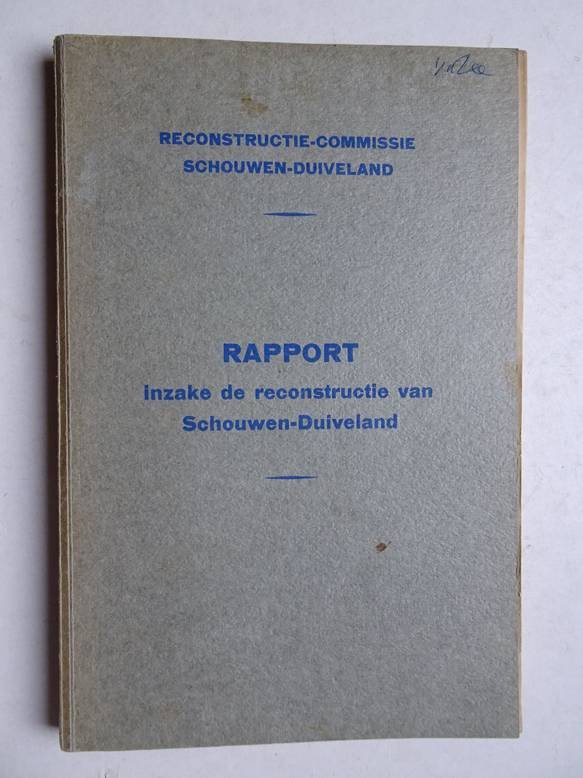 RECONSTRUCTIE-COMMISSIE
SCHOUWEN-DUIVELAND
RAPPORT
inzake de reconstructie van
Schouwen-Duiveland